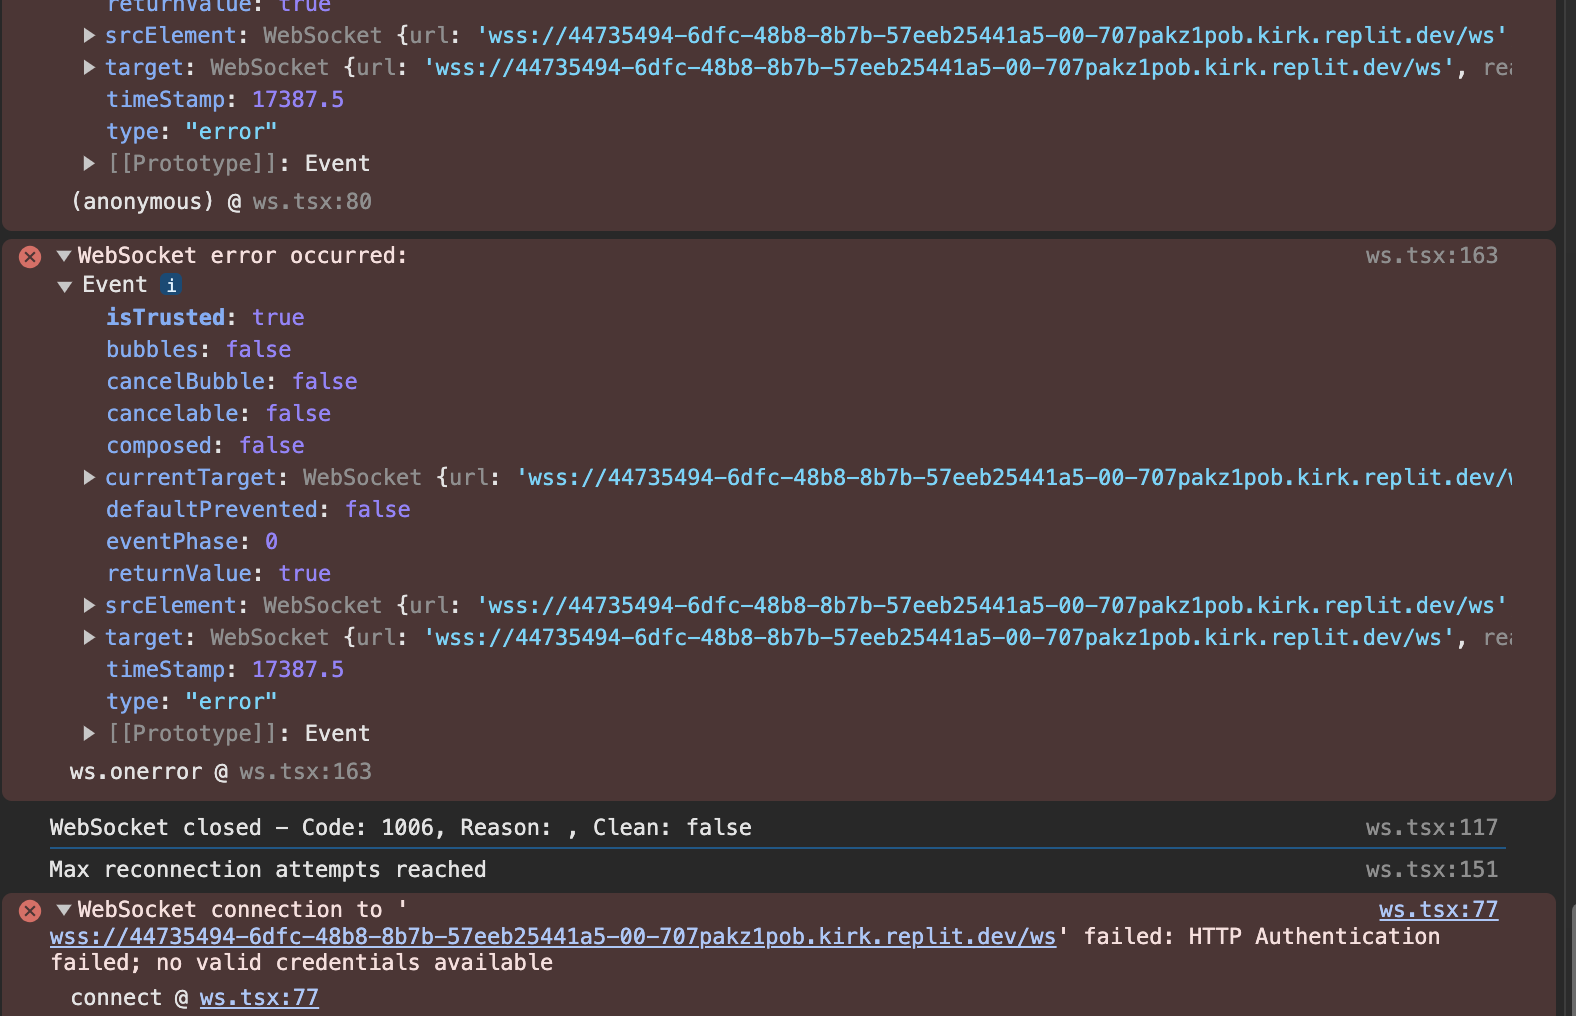 returnValue: true
srcElement: WebSocket {url: 'wss://44735494-6dfc-48b8-8b7b-57eeb25441a5-00-707pakz1pob.kirk.replit.dev/ws'
target: WebSocket {url: 'wss://44735494-6dfc-48b8-8b7b-57eeb25441a5-00-707pakz1pob.kirk.replit.dev/ws',
timeStamp: 17387.5
type: "error"
[[Prototype]]: Event
(anonymous) @ ws.tsx:80
WebSocket error occurred: ws.tsx:163
Event i
isTrusted: true
bubbles: false
cancelBubble: false
cancelable: false
composed: false
currentTarget: WebSocket {url: 'wss://44735494-6dfc-48b8-8b7b-57eeb25441a5-00-707pakz1pob.kirk.replit.dev/
defaultPrevented: false
eventPhase: 0
returnValue: true
srcElement: WebSocket {url: 'wss://44735494-6dfc-48b8-8b7b-57eeb25441a5-00-707pakz1pob.kirk.replit.dev/ws'
target: WebSocket {url: 'wss://44735494-6dfc-48b8-8b7b-57eeb25441a5-00-707pakz1pob.kirk.replit.dev/ws',
timeStamp: 17387.5
type: "error"
[[Prototype]]: Event
ws.onerror @ ws.tsx:163
WebSocket closed – Code: 1006, Reason: , Clean: false ws.tsx:117
Max reconnection attempts reached ws.tsx:151
WebSocket connection to ' ws.tsx:77
wss://44735494-6dfc-48b8-8b7b-57eeb25441a5-00-707pakz1pob.kirk.replit.dev/ws' failed: HTTP Authentication
failed; no valid credentials available
connect @ ws.tsx:77